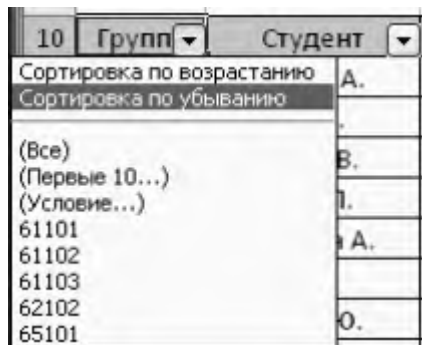 10 Групп Студент
Сортировка по возрастанию А.
Сортировка по убыванию
(Все) В.
(Первые 10...)
(Условие...)
61101 А.
61102
61103
62102 Ю.
65101